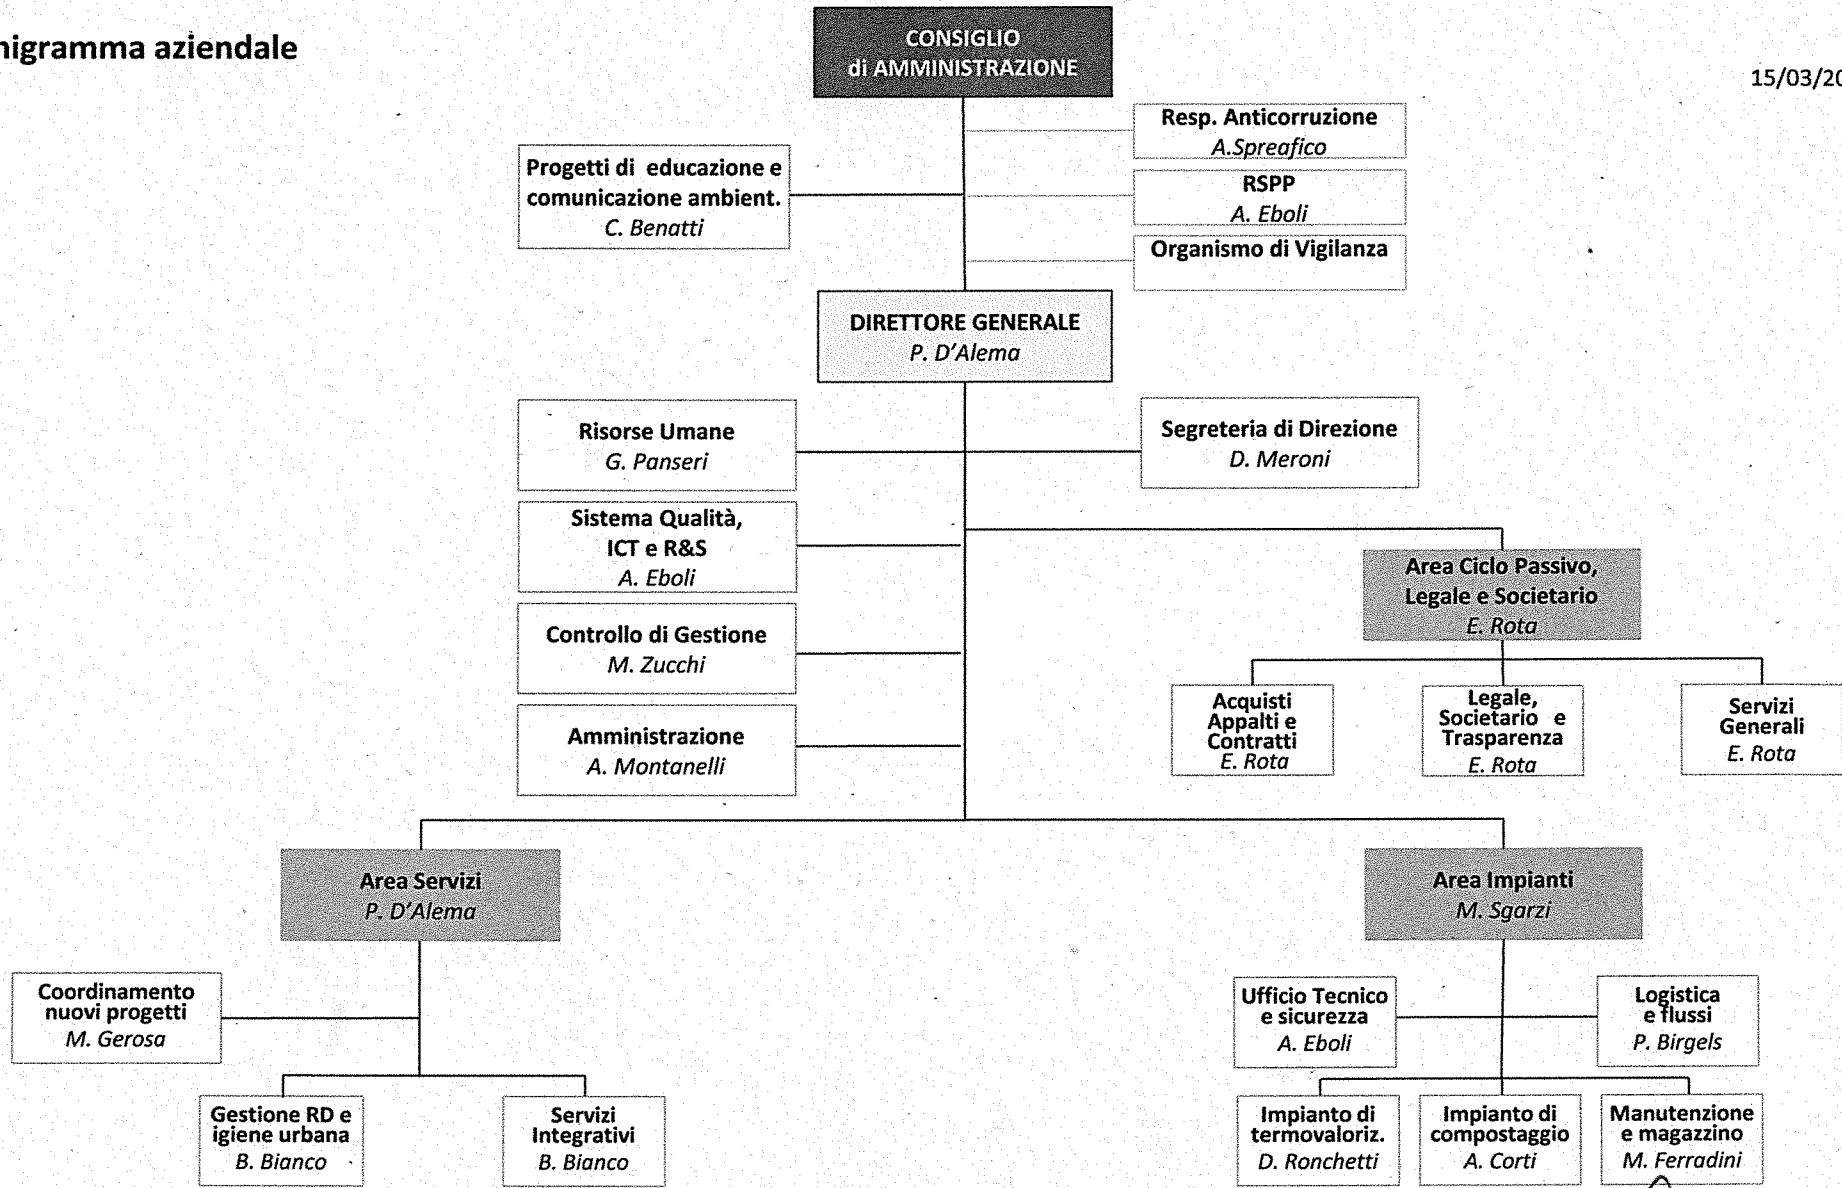 nigramma aziendale
15/03/20
CONSIGLIO
di AMMINISTRAZIONE
Resp. Anticorruzione
A.Spreafico
Progetti di educazione e
comunicazione ambient.
C. Benatti
RSPP
A. Eboli
Organismo di Vigilanza
DIRETTORE GENERALE
P. D'Alema
Risorse Umane
G. Panseri
Segreteria di Direzione
D. Meroni
Sistema Qualità,
ICT e R&S
A. Eboli
Area Ciclo Passivo,
Legale e Societario
E. Rota
Controllo di Gestione
M. Zucchi
Acquisti
Appalti e
Contratti
E. Rota
Legale,
Societario e
Trasparenza
E. Rota
Servizi
Generali
E. Rota
Amministrazione
A. Montanelli
Area Servizi
P. D'Alema
Area Impianti
M. Sgarzi
Coordinamento
nuovi progetti
M. Gerosa
Ufficio Tecnico
e sicurezza
A. Eboli
Logistica
e flussi
P. Birgels
Gestione RD e
igiene urbana
B. Bianco
Servizi
Integrativi
B. Bianco
Impianto di
termovaloriz.
D. Ronchetti
Impianto di
compostaggio
A. Corti
Manutenzione
e magazzino
M. Ferradini